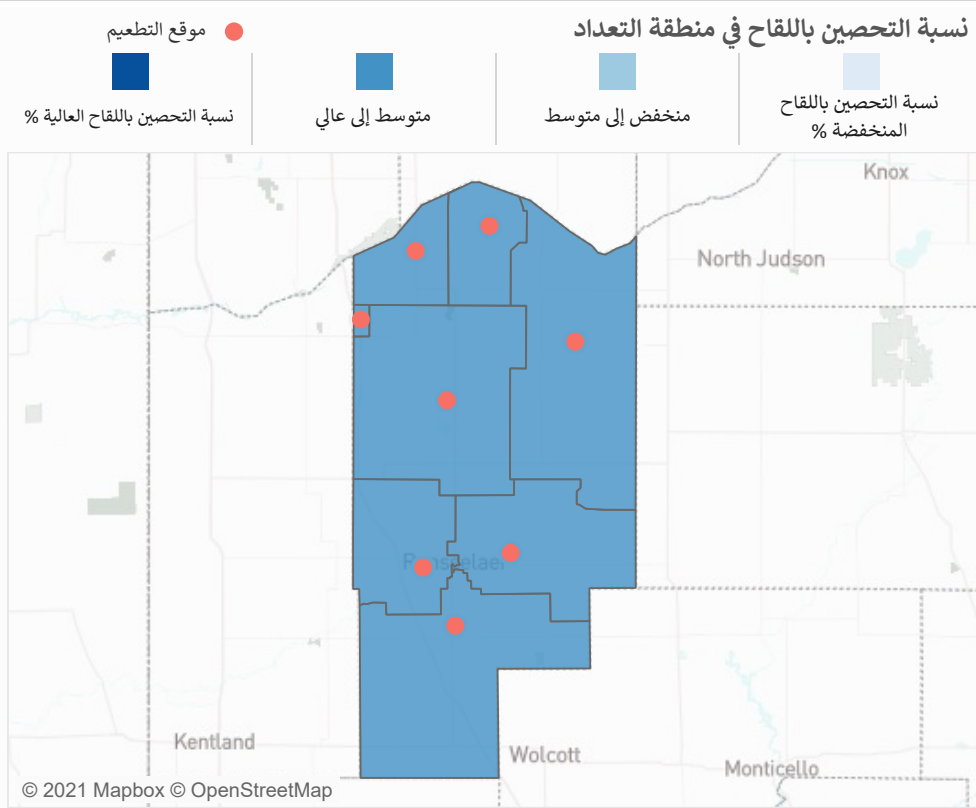 نسبة التحصين باللقاح في منطقة التعداد
موقع التطعيم
نسبة التحصين باللقاح
المنخفضة %
منخفض إلى متوسط
متوسط إلى عالي
نسبة التحصين باللقاح العالية %
Knox
North Judson
Rensselaer
Kentland
Wolcott
Monticello
© 2021 Mapbox © OpenStreetMap